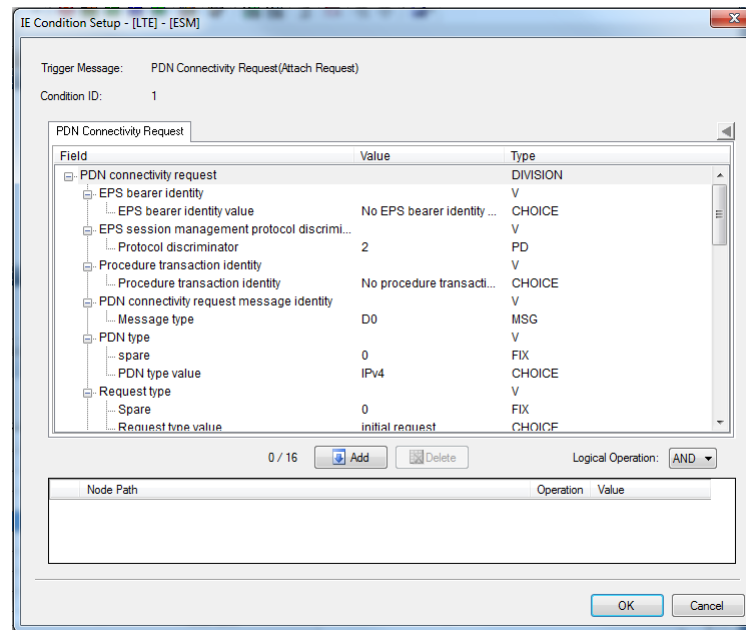 IE Condition Setup - [LTE] - [ESM]
Trigger Message: PDN Connectivity Request(Attach Request)
Condition ID: 1
PDN Connectivity Request
Field Value Type
PDN connectivity request DIVISION
EPS bearer identity V
EPS bearer identity value No EPS bearer identity ... CHOICE
EPS session management protocol discrimi... V
Protocol discriminator 2 PD
Procedure transaction identity V
Procedure transaction identity No procedure transacti... CHOICE
PDN connectivity request message identity V
Message type D0 MSG
PDN type V
spare 0 FIX
PDN type value IPv4 CHOICE
Request type V
Spare 0 FIX
Request type value initial request CHOICE
0 / 16 Add Delete Logical Operation: AND
Node Path Operation Value
OK Cancel